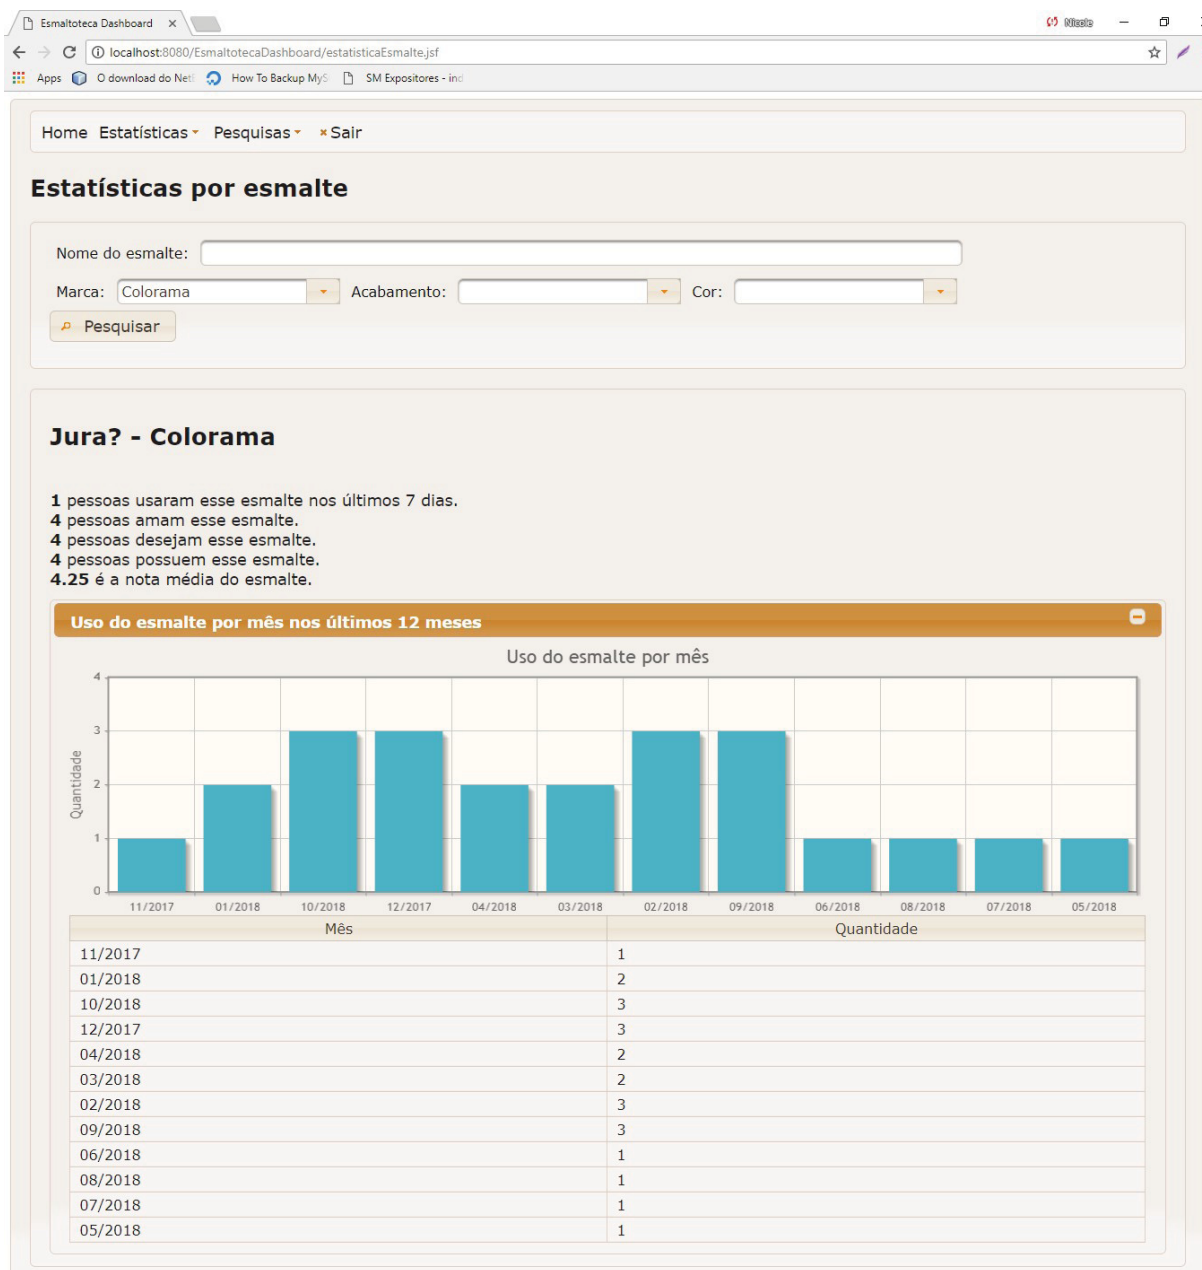 Esmaltoteca Dashboard
Nicole
localhost:8080/EsmaltotecaDashboard/estatisticaEsmalte.jsf
Apps O download do Net How To Backup MyS SM Expositores - ind
Home Estatísticas Pesquisas Sair
Estatísticas por esmalte
Nome do esmalte:
Marca: Colorama Acabamento: Cor:
Pesquisar
Jura? - Colorama
1 pessoas usaram esse esmalte nos últimos 7 dias.
4 pessoas amam esse esmalte.
4 pessoas desejam esse esmalte.
4 pessoas possuem esse esmalte.
4.25 é a nota média do esmalte.
Uso do esmalte por mês nos últimos 12 meses
Uso do esmalte por mês
4
3
2
1
0
Quantidade
11/2017 01/2018 10/2018 12/2017 04/2018 03/2018 02/2018 09/2018 06/2018 08/2018 07/2018 05/2018
Mês Quantidade
11/2017 1
01/2018 2
10/2018 3
12/2017 3
04/2018 2
03/2018 2
02/2018 3
09/2018 3
06/2018 1
08/2018 1
07/2018 1
05/2018 1